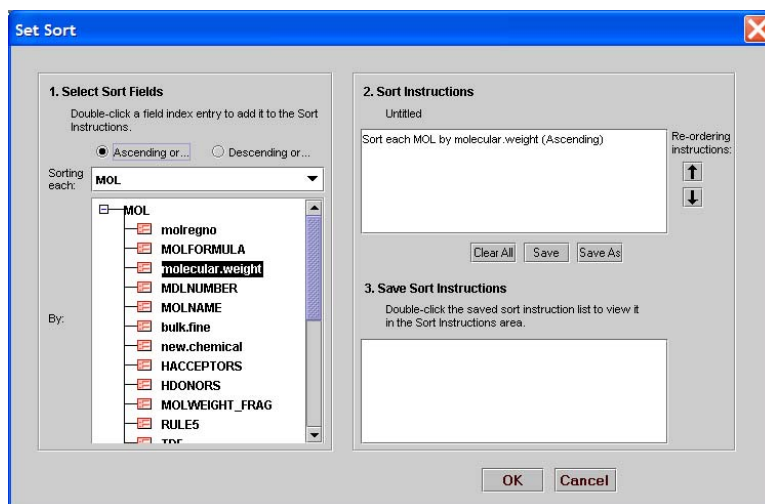 Set Sort
1. Select Sort Fields
Double-click a field index entry to add it to the Sort
Instructions.
Ascending or...
Descending or...
Sorting
each:
MOL
MOL
molregno
MOLFORMULA
molecular.weight
MDLNUMBER
MOLNAME
By:
bulk.fine
new.chemical
HACCEPTORS
HDONORS
MOLWEIGHT_FRAG
RULE5
2. Sort Instructions
Untitled
Sort each MOL by molecular.weight (Ascending)
Re-ordering
instructions:
Clear All
Save
Save As
3. Save Sort Instructions
Double-click the saved sort instruction list to view it
in the Sort Instructions area.
OK
Cancel